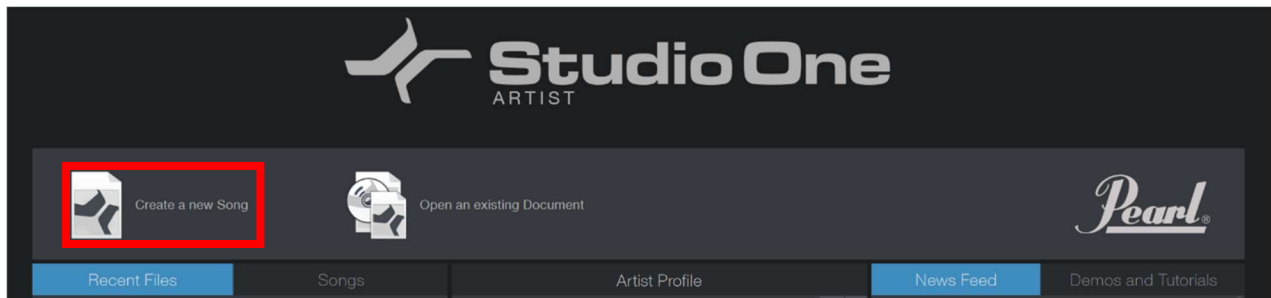 Studio One
ARTIST
Create a new Song
Open an existing Document
Pearl®
Recent Files
Songs
Artist Profile
News Feed
Demos and Tutorials